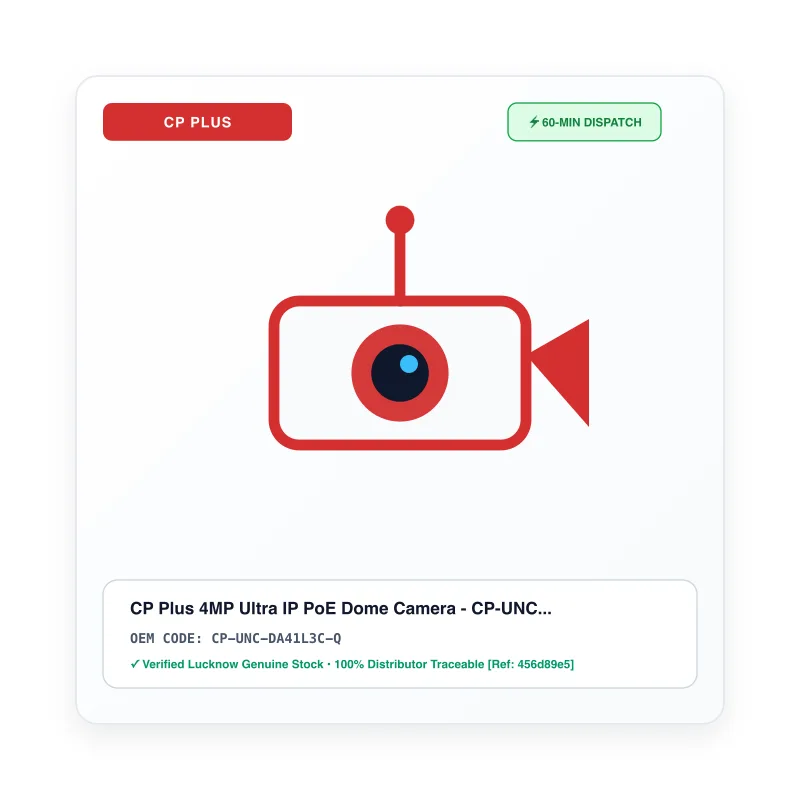 CP PLUS
⚡ 60-MIN DISPATCH
CP Plus 4MP Ultra IP PoE Dome Camera - CP-UNC...
OEM CODE: CP-UNC-DA41L3C-Q
✓ Verified Lucknow Genuine Stock · 100% Distributor Traceable [Ref: 456d89e5]